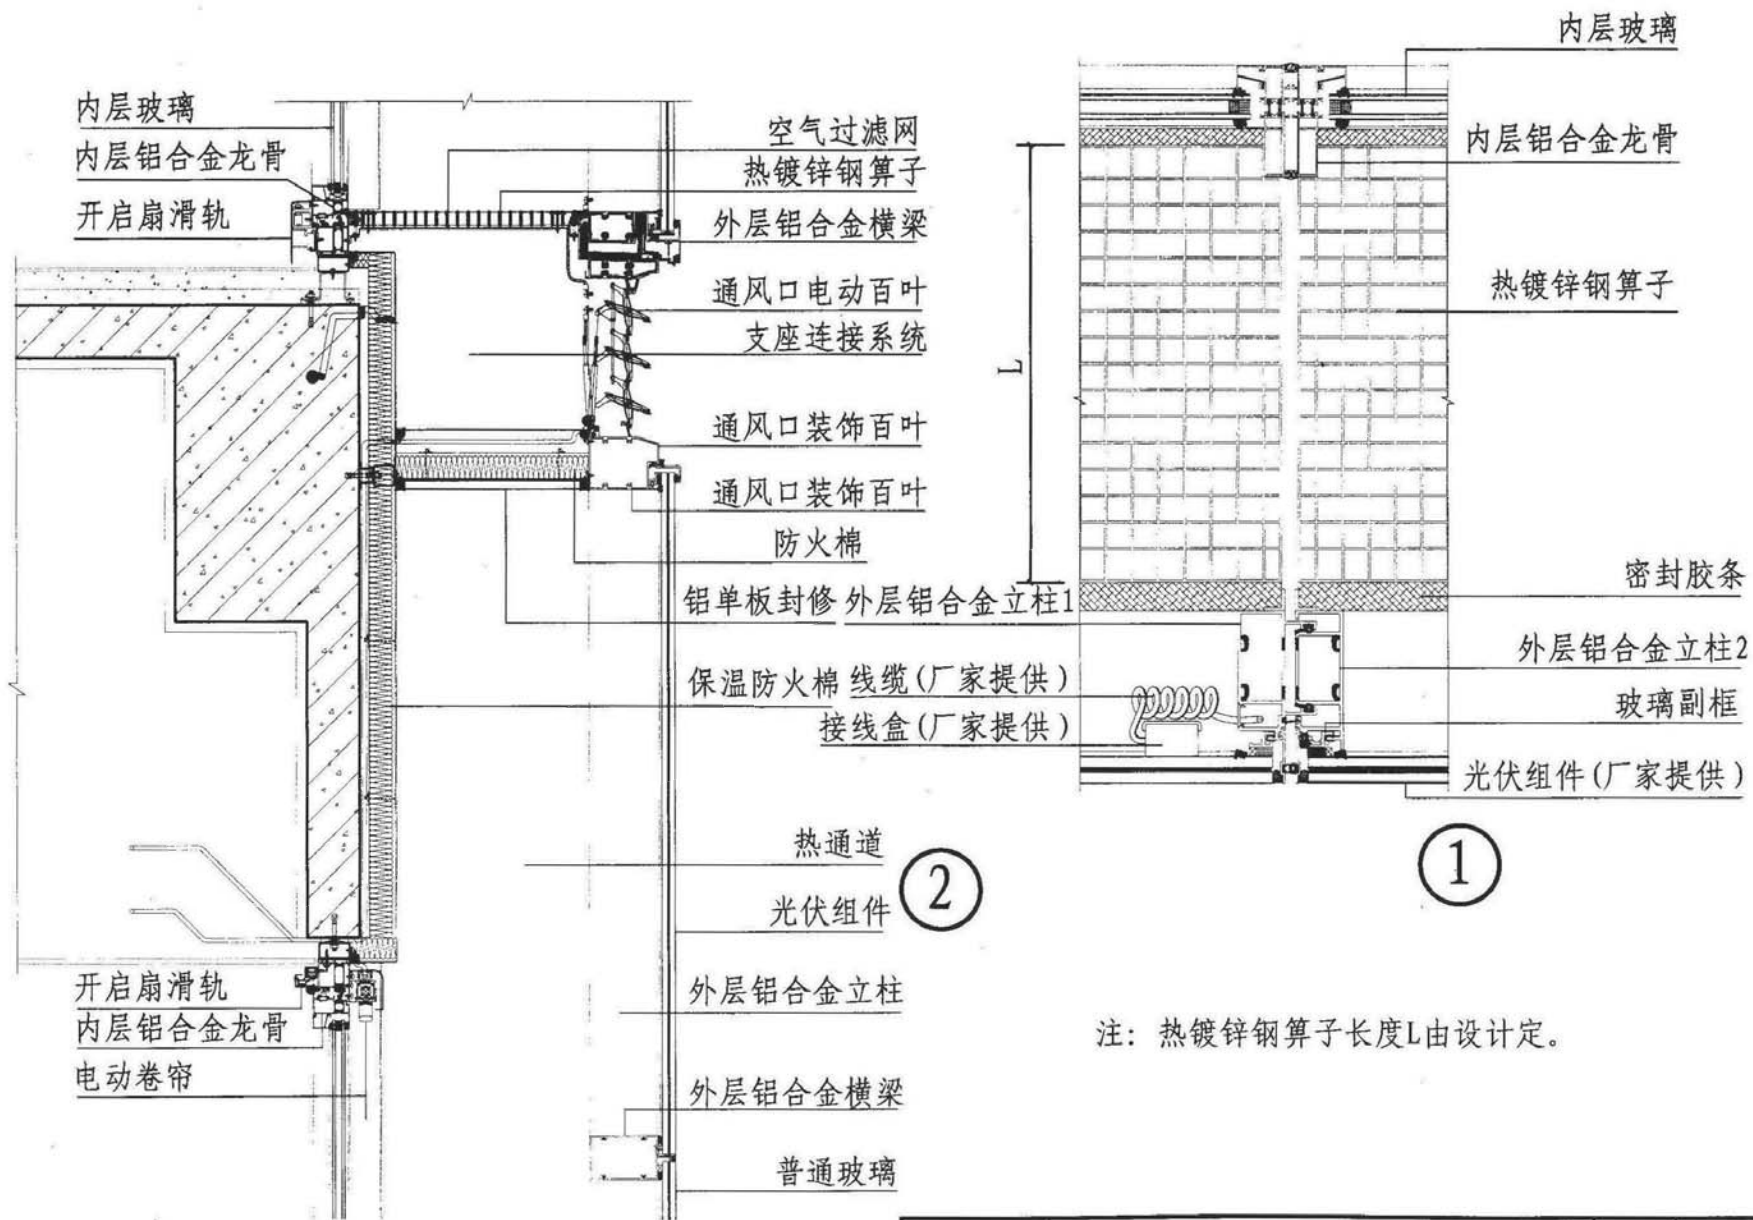 内层玻璃
内层铝合金龙骨
开启扇滑轨
空气过滤网
热镀锌钢箅子
外层铝合金横梁
通风口电动百叶
支座连接系统
通风口装饰百叶
通风口装饰百叶
防火棉
铝单板封修
保温防火棉
热通道
光伏组件
外层铝合金立柱
外层铝合金横梁
普通玻璃
开启扇滑轨
内层铝合金龙骨
电动卷帘
2
内层玻璃
内层铝合金龙骨
热镀锌钢箅子
L
密封胶条
外层铝合金立柱1
外层铝合金立柱2
线缆(厂家提供)
接线盒(厂家提供)
玻璃副框
光伏组件(厂家提供)
1
注: 热镀锌钢箅子长度L由设计定。